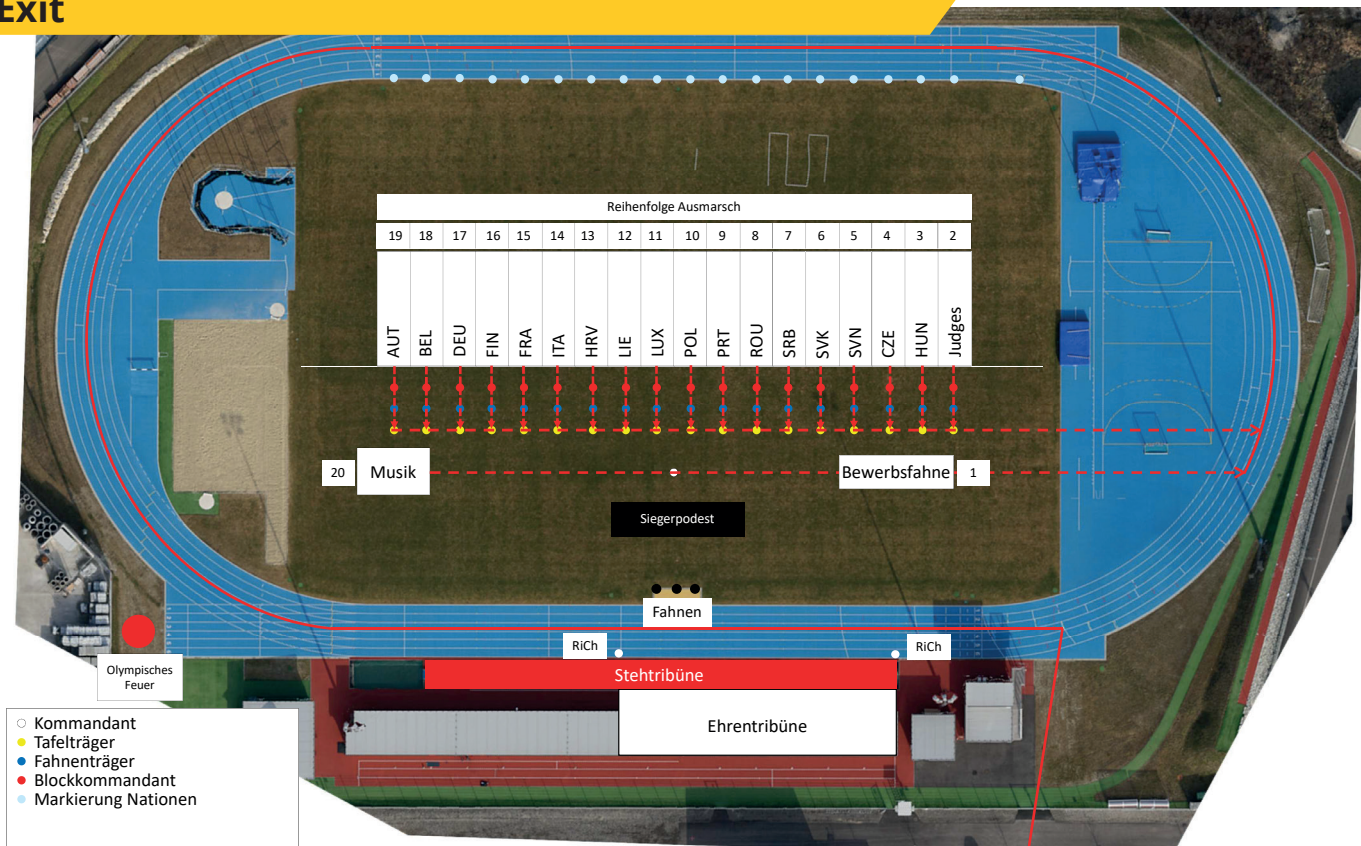 Exit
Reihenfolge Ausmarsch
19 18 17 16 15 14 13 12 11 10 9 8 7 6 5 4 3 2
AUT BEL DEU FIN FRA ITA HRV LIE LUX POL PRT ROU SRB SVK SVN CZE HUN Judges
20 Musik Bewerbsfahne 1
Siegerpodest
Fahnen
RiCh RiCh
Olympisches
Feuer
Stehtribüne
Ehrentribüne
Kommandant
Tafelträger
Fahnenträger
Blockkommandant
Markierung Nationen